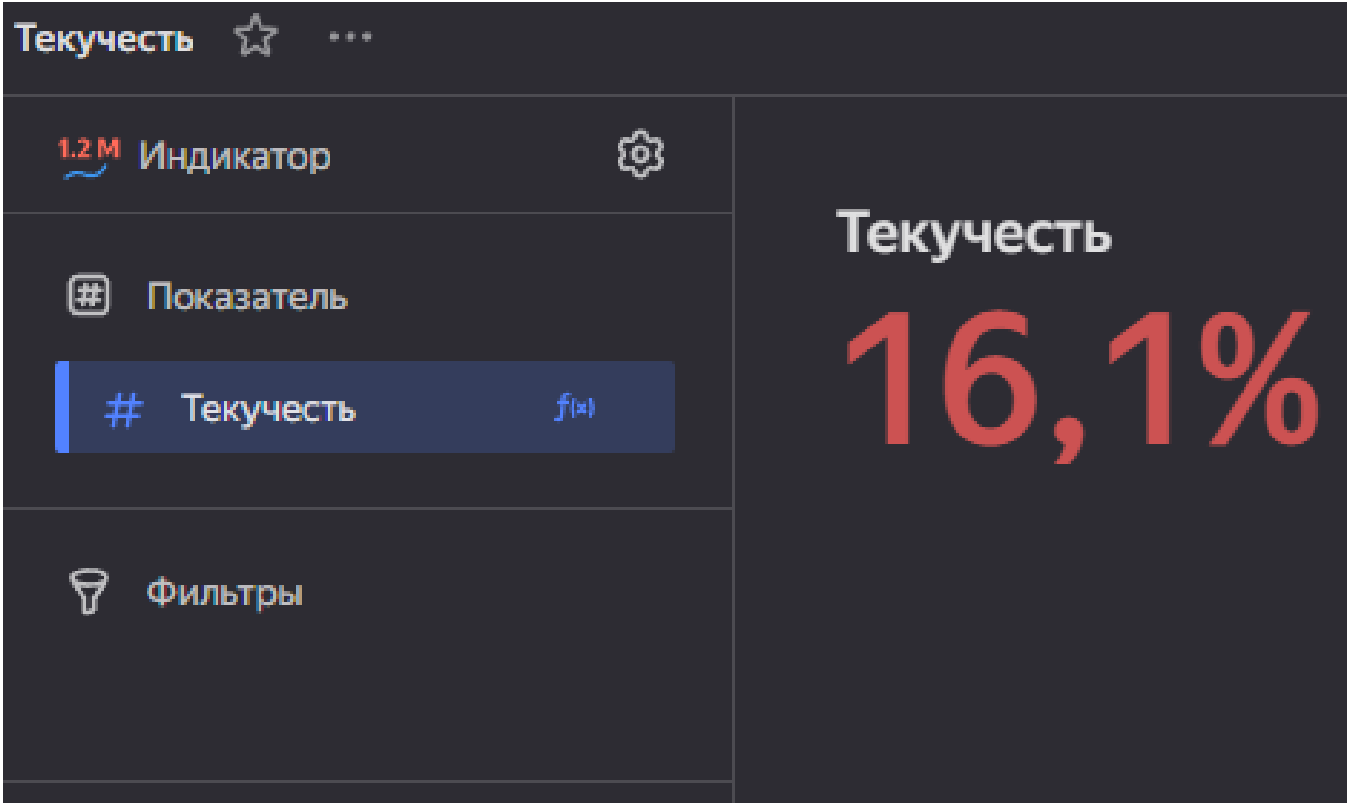 Текучесть
1.2 M Индикатор
# Показатель
# Текучесть f(x)
Фильтры
Текучесть
16,1%